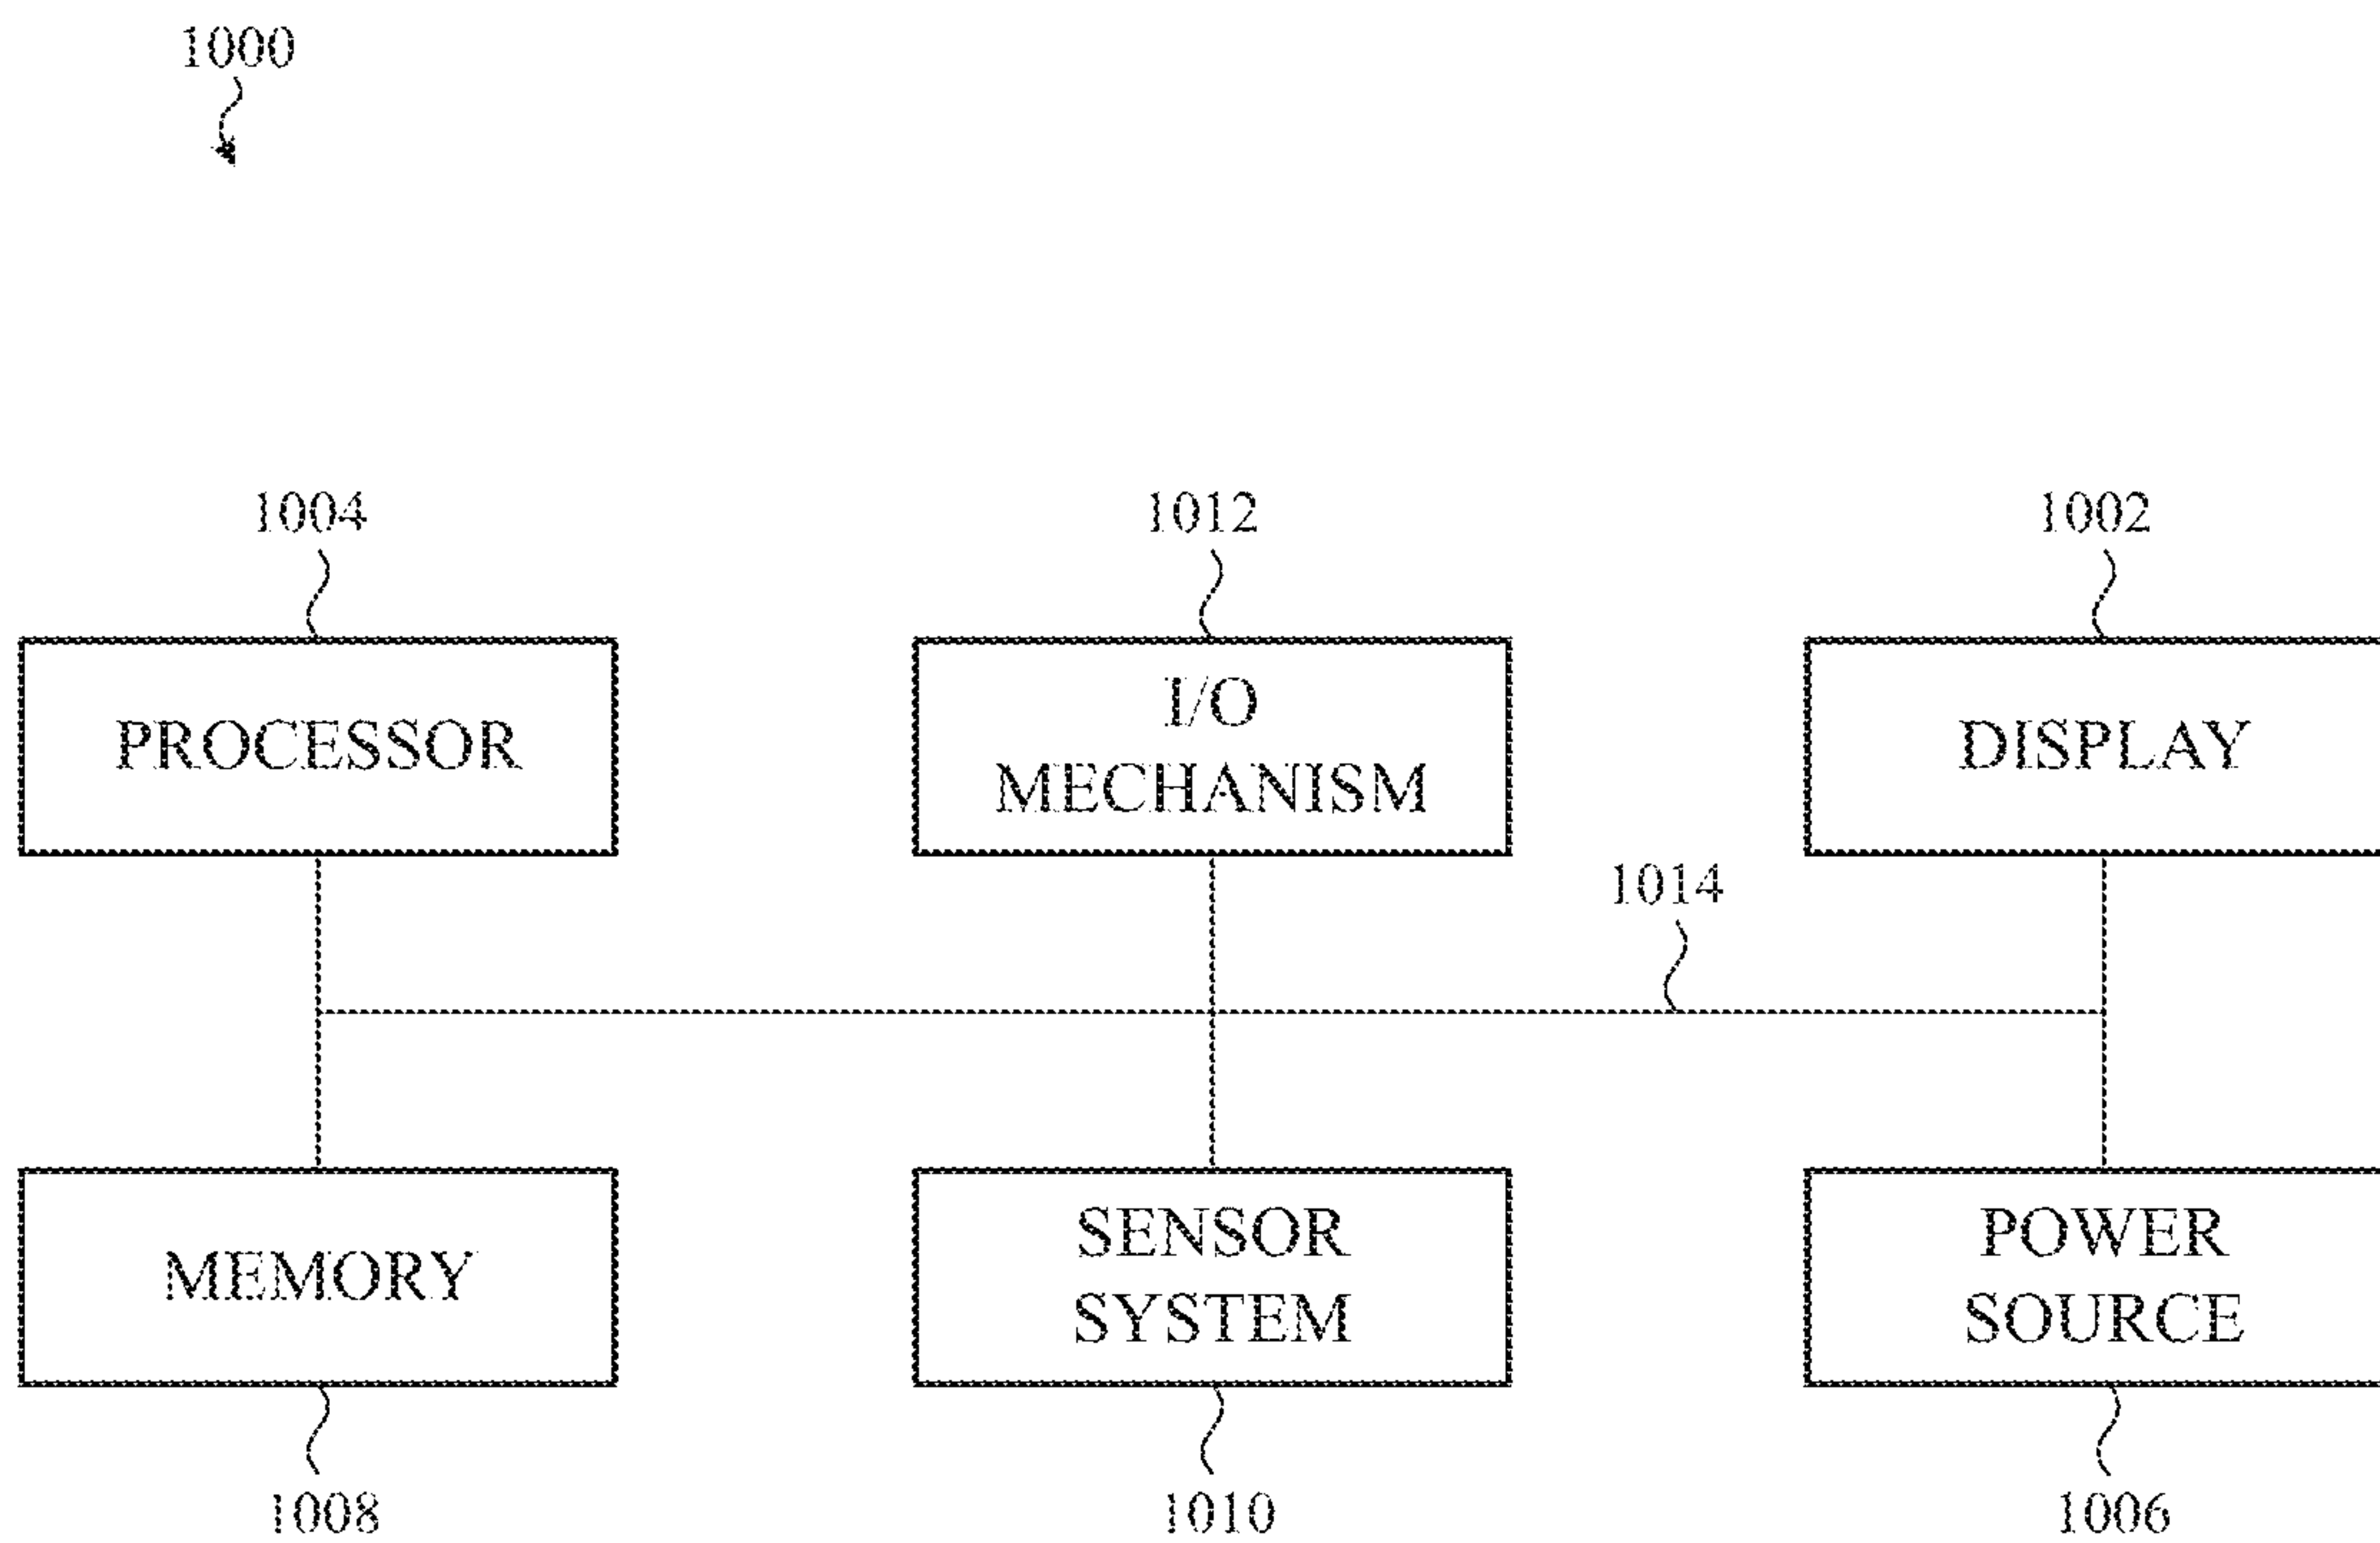 1000
1004
1012
1002
PROCESSOR
I/O
MECHANISM
DISPLAY
1014
MEMORY
SENSOR
SYSTEM
POWER
SOURCE
1008
1010
1006